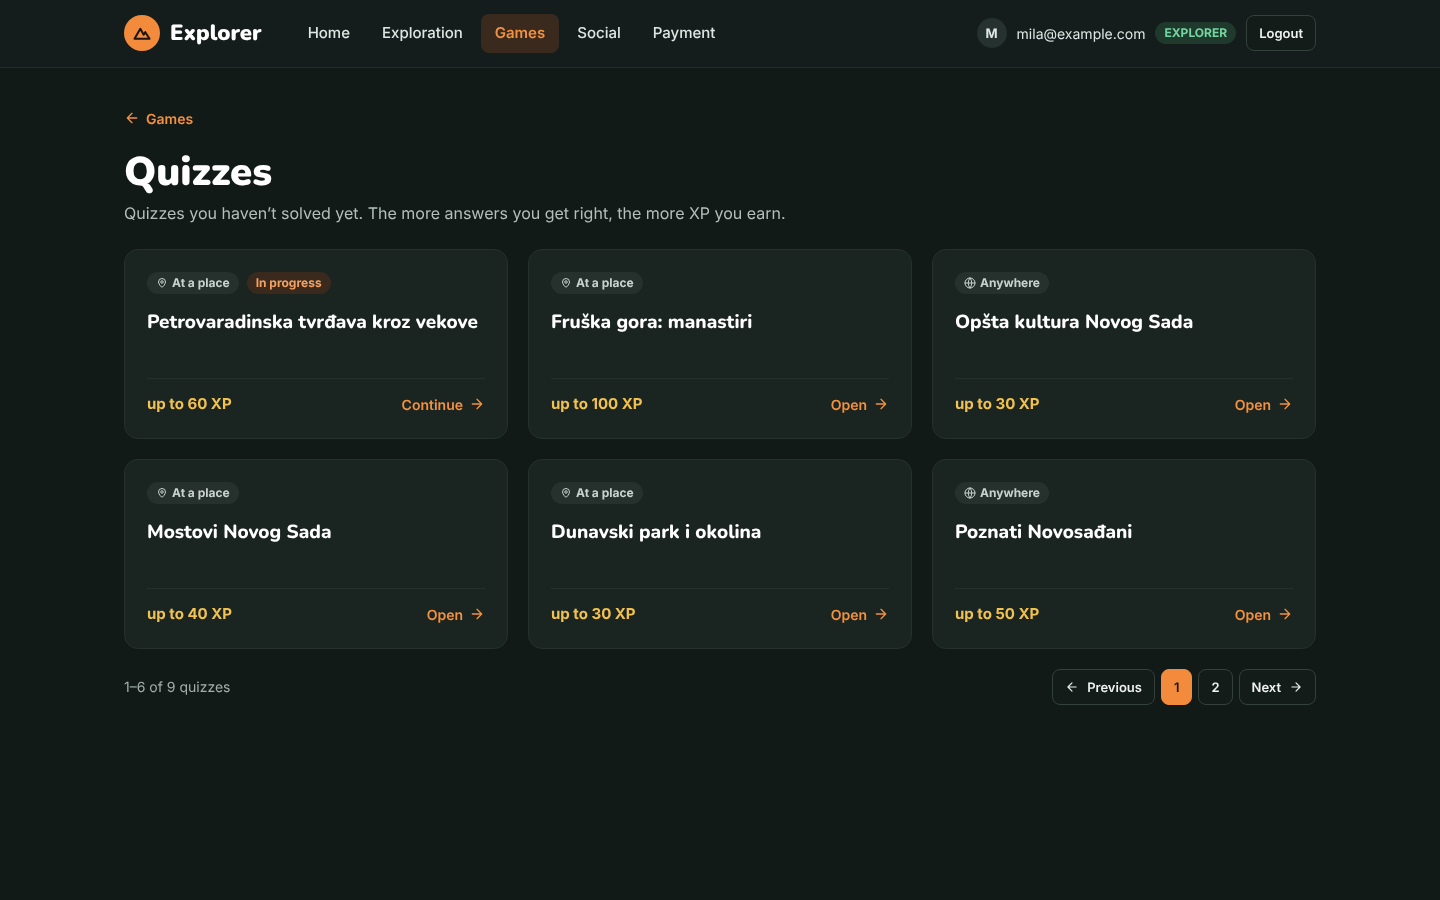 Explorer Home Exploration Games Social Payment M mila@example.com EXPLORER Logout
← Games
Quizzes
Quizzes you haven’t solved yet. The more answers you get right, the more XP you earn.
At a place In progress
Petrovaradinska tvrđava kroz vekove
up to 60 XP Continue →
At a place
Fruška gora: manastiri
up to 100 XP Open →
Anywhere
Opšta kultura Novog Sada
up to 30 XP Open →
At a place
Mostovi Novog Sada
up to 40 XP Open →
At a place
Dunavski park i okolina
up to 30 XP Open →
Anywhere
Poznati Novosađani
up to 50 XP Open →
1–6 of 9 quizzes ← Previous 1 2 Next →